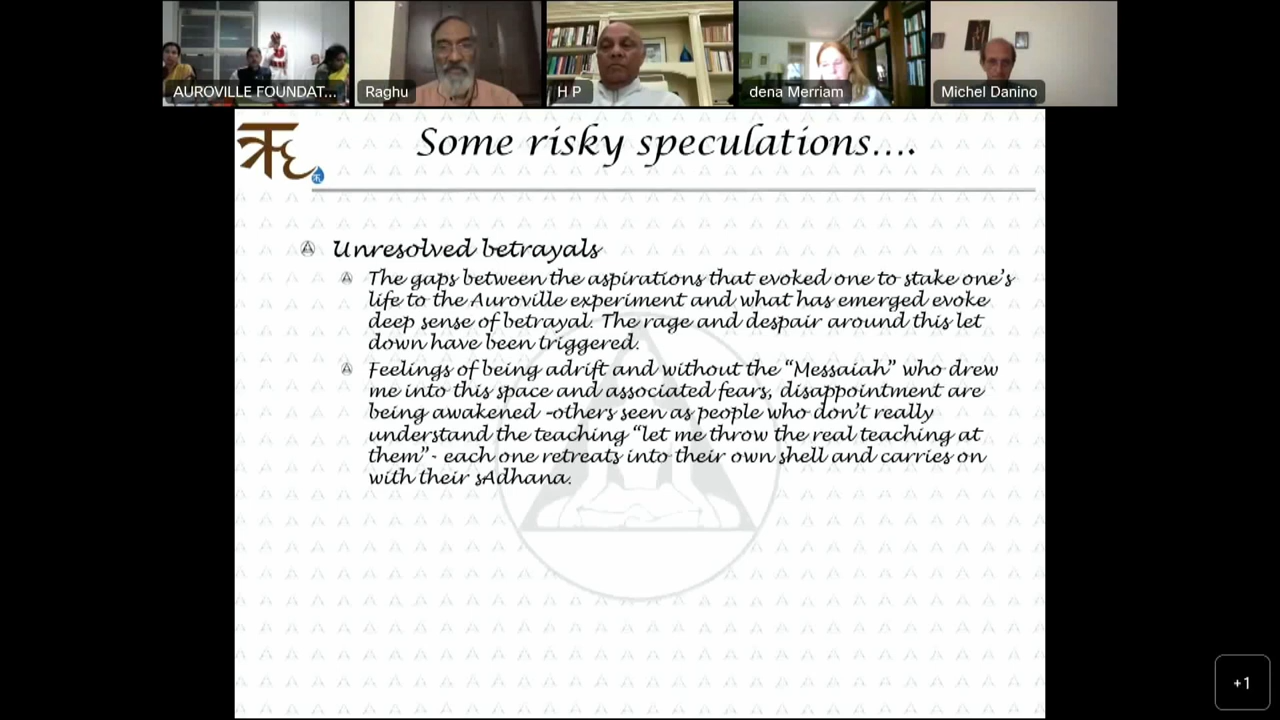 AUROVILLE FOUNDAT...
Raghu
H P
dena Merriam
Michel Danino
Some risky speculations....
Unresolved betrayals
The gaps between the aspirations that evoked one to stake one's
life to the Auroville experiment and what has emerged evoke
deep sense of betrayal. The rage and despair around this let
down have been triggered.
Feelings of being adrift and without the “Messaiah” who drew
me into this space and associated fears, disappointment are
being awakened -others seen as people who don't really
understand the teaching “let me throw the real teaching at
them”- each one retreats into their own shell and carries on
with their sAdhana.
+1